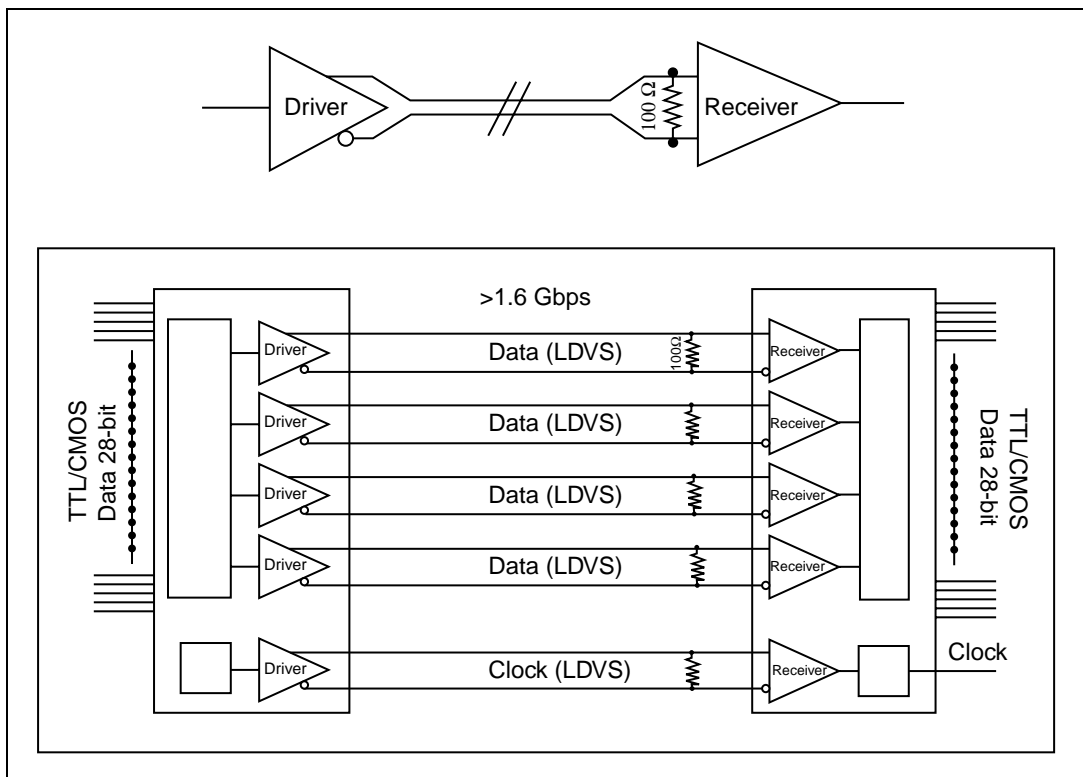 Driver
100 Ω
Receiver
>1.6 Gbps
Driver
Data (LDVS)
100Ω
Receiver
Driver
Data (LDVS)
Receiver
Driver
Data (LDVS)
Receiver
Driver
Data (LDVS)
Receiver
TTL/CMOS
Data 28-bit
TTL/CMOS
Data 28-bit
Driver
Clock (LDVS)
Receiver
Clock